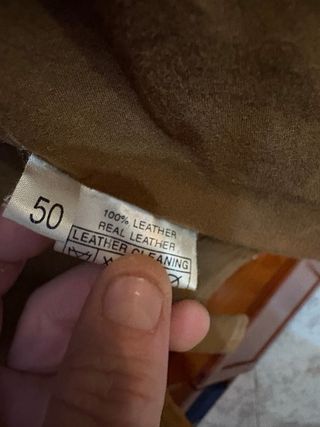 50
100% LEATHER
REAL LEATHER
LEATHER CLEANING